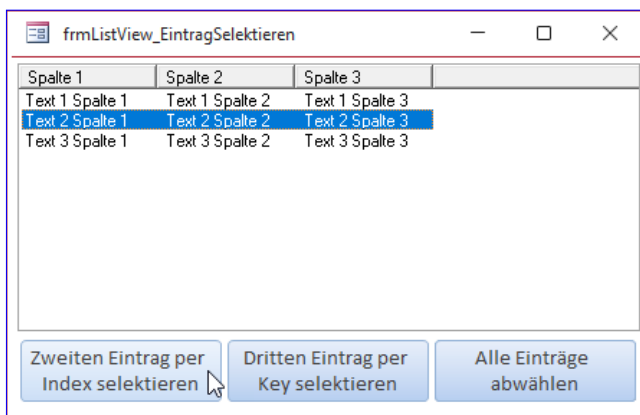 frmListView_EintragSelektieren
Spalte 1 Spalte 2 Spalte 3
Text 1 Spalte 1 Text 1 Spalte 2 Text 1 Spalte 3
Text 2 Spalte 1 Text 2 Spalte 2 Text 2 Spalte 3
Text 3 Spalte 1 Text 3 Spalte 2 Text 3 Spalte 3
Zweiten Eintrag per
Index selektieren
Dritten Eintrag per
Key selektieren
Alle Einträge
abwählen